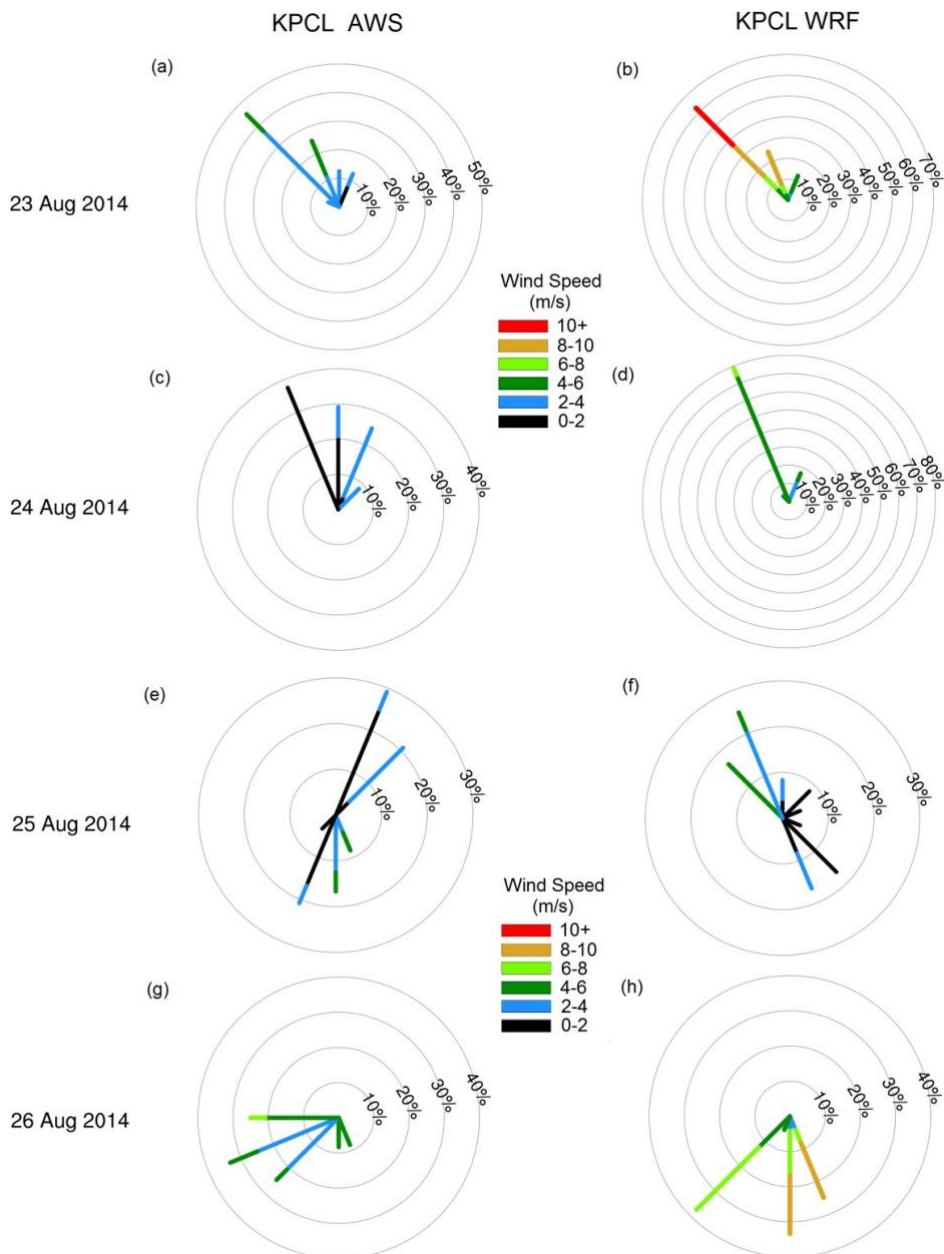 KPCL AWS
KPCL WRF
(a)
(b)
10%
20%
30%
40%
50%
10%
20%
30%
40%
50%
60%
70%
23 Aug 2014
Wind Speed
(m/s)
10+
8-10
6-8
4-6
2-4
0-2
(c)
(d)
10%
20%
30%
40%
10%
20%
30%
40%
50%
60%
70%
80%
24 Aug 2014
(e)
(f)
10%
20%
30%
10%
20%
30%
25 Aug 2014
Wind Speed
(m/s)
10+
8-10
6-8
4-6
2-4
0-2
(g)
(h)
10%
20%
30%
40%
10%
20%
30%
40%
26 Aug 2014